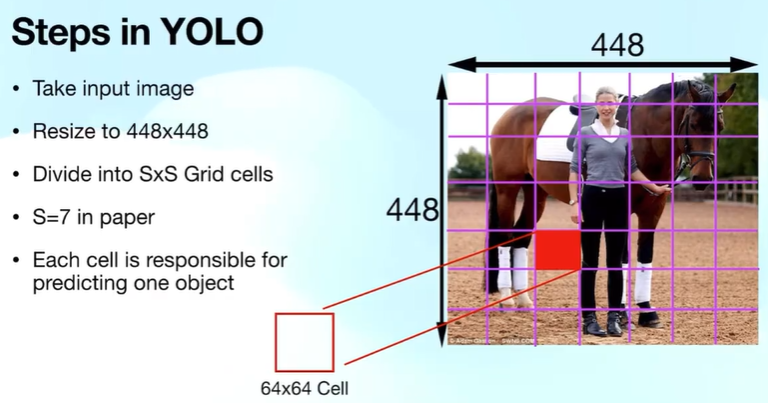 Steps in YOLO
448
• Take input image
• Resize to 448x448
• Divide into SxS Grid cells
448
• S=7 in paper
• Each cell is responsible for
predicting one object
64x64 Cell